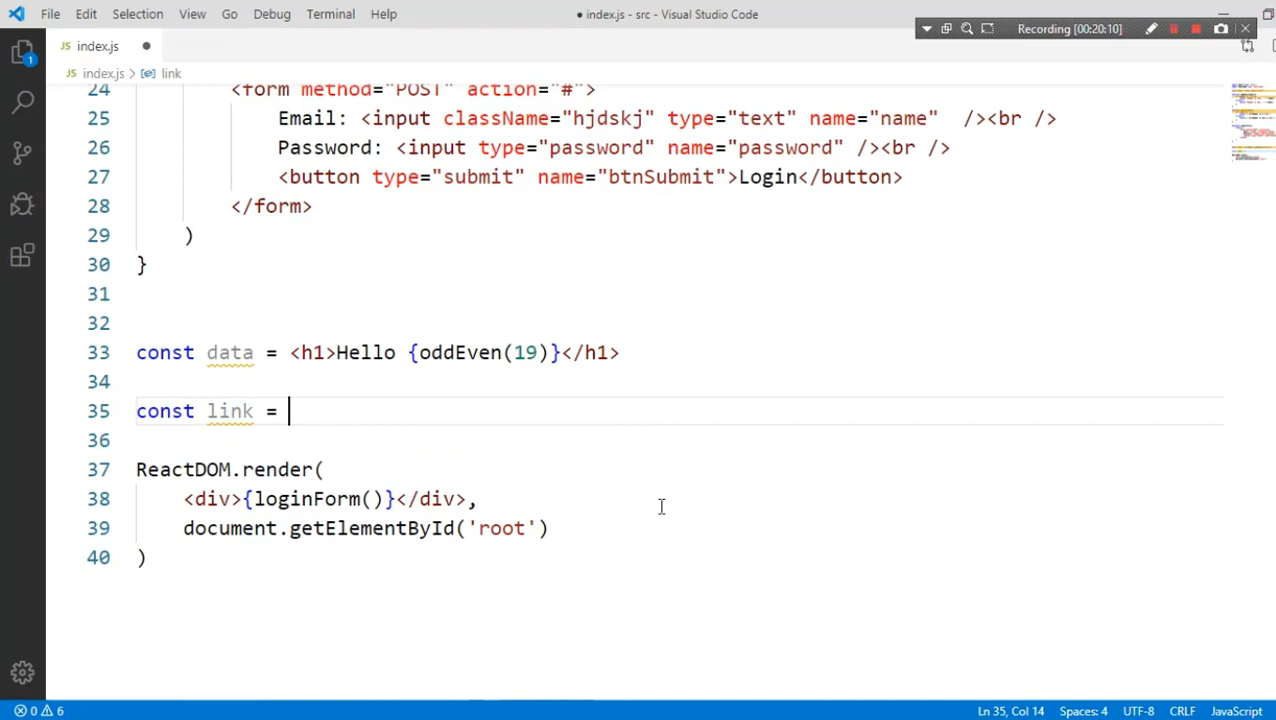 File Edit Selection View Go Debug Terminal Help ● index.js - src - Visual Studio Code
Recording [00:20:10]
JS index.js ●
JS index.js > link
1
24 <form method="POST" action="#">
25 Email: <input className="hjdskj" type="text" name="name"  /><br />
26 Password: <input type="password" name="password" /><br />
27 <button type="submit" name="btnSubmit">Login</button>
28 </form>
29 )
30 }
31
32
33 const data = <h1>Hello {oddEven(19)}</h1>
34
35 const link =
36
37 ReactDOM.render(
38 <div>{loginForm()}</div>,
39 document.getElementById('root')
40 )
0 6 Ln 35, Col 14 Spaces: 4 UTF-8 CRLF JavaScript